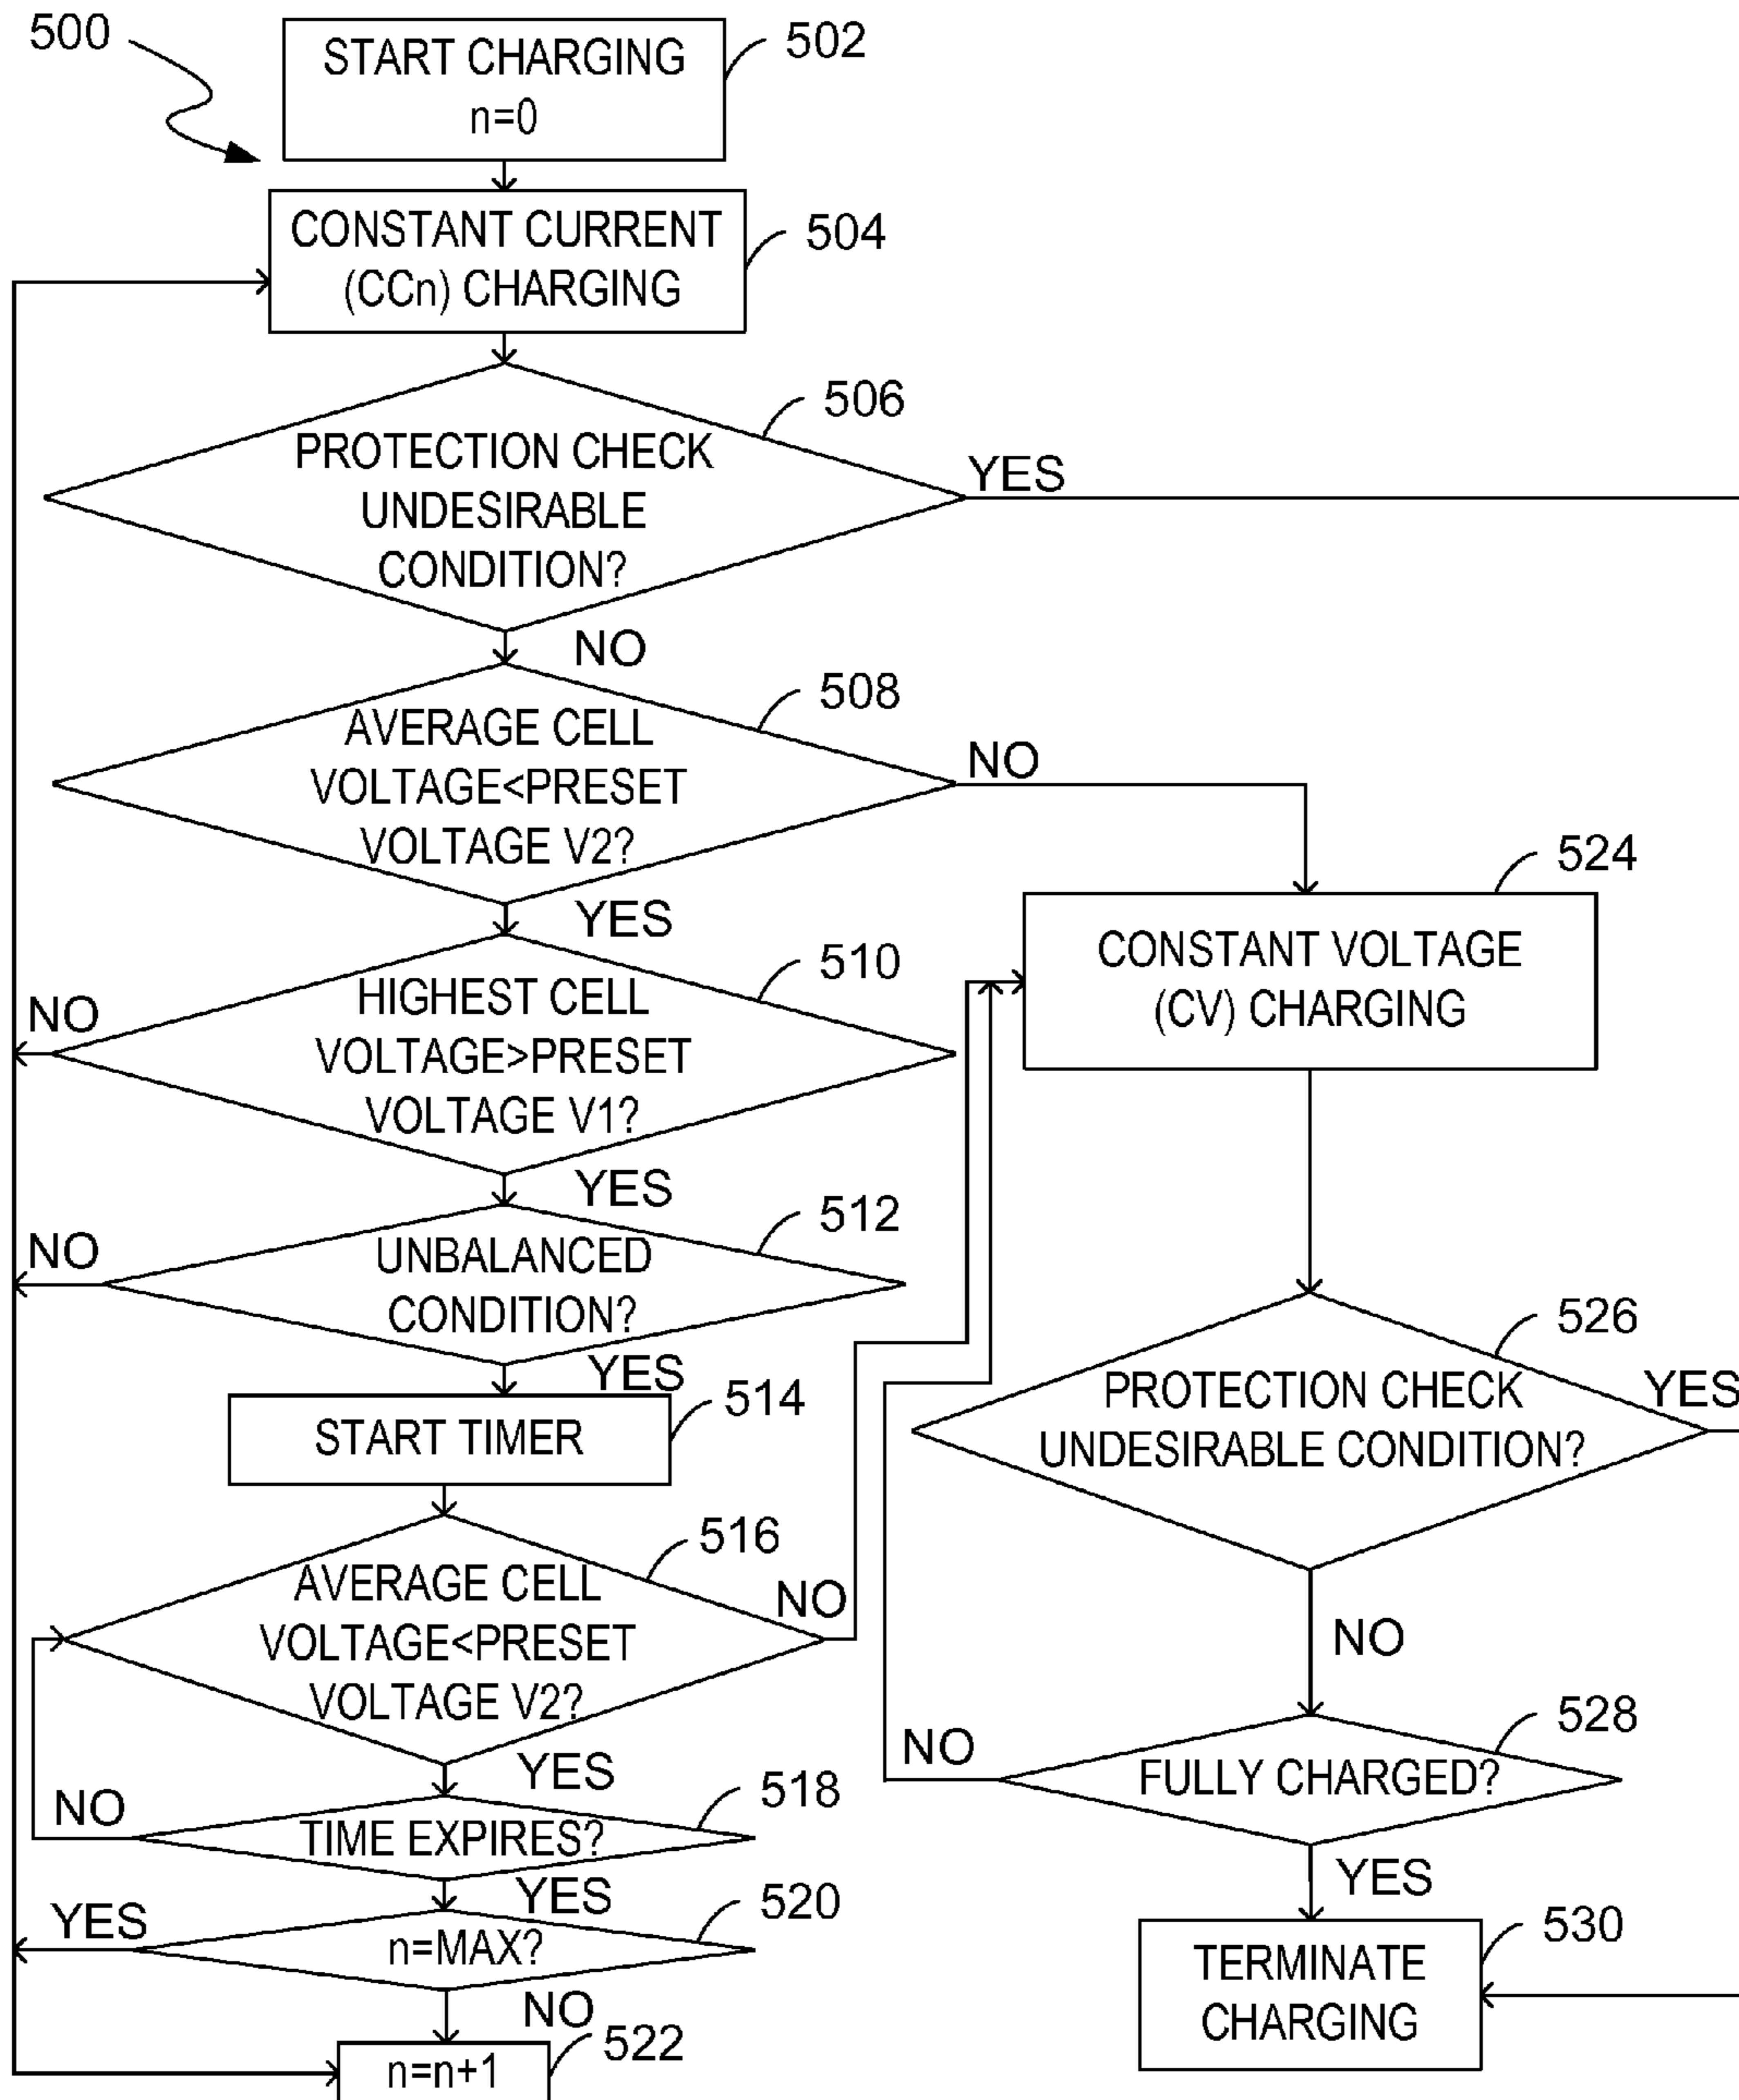 500
START CHARGING
n=0
502
CONSTANT CURRENT
(CCn) CHARGING
504
PROTECTION CHECK
UNDESIRABLE
CONDITION?
506
YES
NO
AVERAGE CELL
VOLTAGE<PRESET
VOLTAGE V2?
508
NO
YES
HIGHEST CELL
VOLTAGE>PRESET
VOLTAGE V1?
510
NO
YES
UNBALANCED
CONDITION?
512
NO
YES
START TIMER
514
AVERAGE CELL
VOLTAGE<PRESET
VOLTAGE V2?
516
NO
YES
TIME EXPIRES?
518
NO
YES
n=MAX?
520
YES
NO
n=n+1
522
CONSTANT VOLTAGE
(CV) CHARGING
524
PROTECTION CHECK
UNDESIRABLE CONDITION?
526
YES
NO
FULLY CHARGED?
528
NO
YES
TERMINATE
CHARGING
530